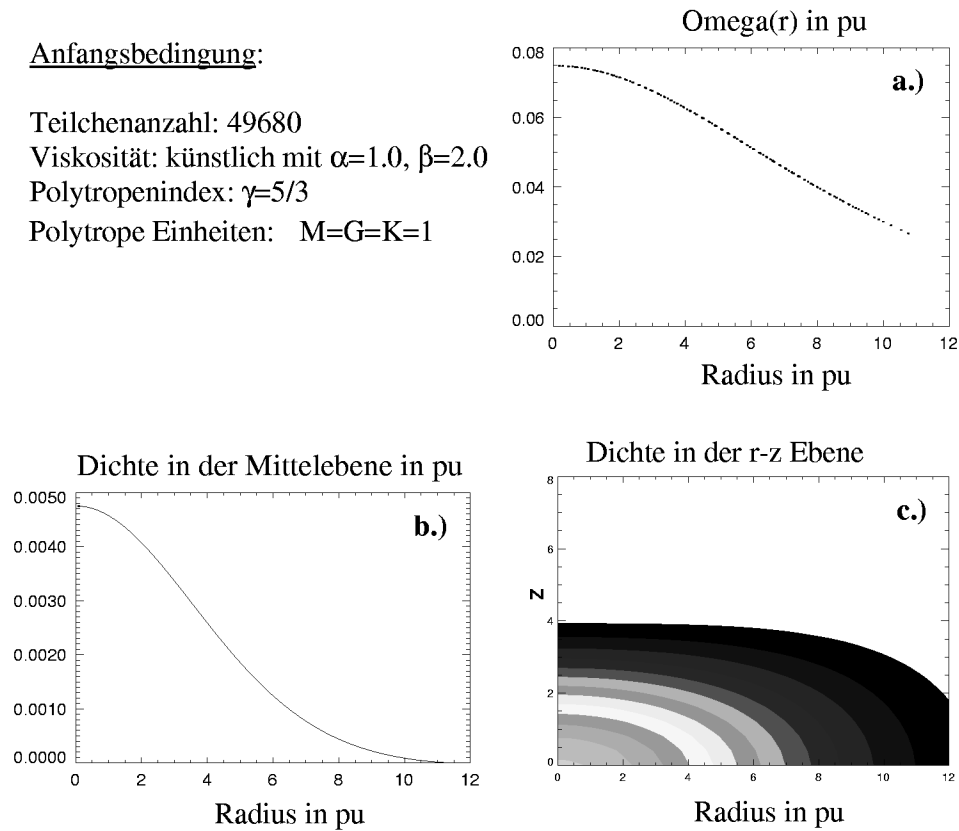 Anfangsbedingung:
Teilchenanzahl: 49680
Viskosität: künstlich mit α=1.0, β=2.0
Polytropenindex: γ=5/3
Polytrope Einheiten: M=G=K=1
Omega(r) in pu
a.)
0.08
0.06
0.04
0.02
0.00
0 2 4 6 8 10 12
Radius in pu
Dichte in der Mittelebene in pu
b.)
0.0050
0.0040
0.0030
0.0020
0.0010
0.0000
0 2 4 6 8 10 12
Radius in pu
Dichte in der r-z Ebene
c.)
8
6
z
4
2
0
0 2 4 6 8 10 12
Radius in pu